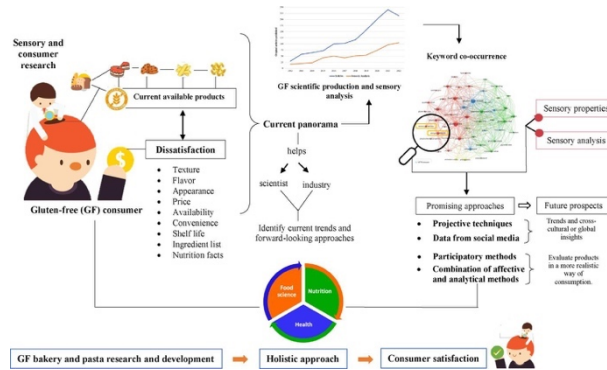 Sensory and
consumer
research
Current available products
Gluten-free (GF) consumer
Dissatisfaction
• Texture
• Flavor
• Appearance
• Price
• Availability
• Convenience
• Shelf life
• Ingredient list
• Nutrition facts
GF scientific production and sensory
analysis
Current panorama
helps
scientist
industry
Identify current trends and
forward-looking approaches
Keyword co-occurrence
Sensory properties
Sensory analysis
Promising approaches
Future prospects
• Projective techniques
• Data from social media
Trends and cross-
cultural or global
insights
• Participatory methods
• Combination of affective
and analytical methods
Evaluate products
in a more realistic
way of
consumption.
Food
science
Nutrition
Health
GF bakery and pasta research and development
Holistic approach
Consumer satisfaction